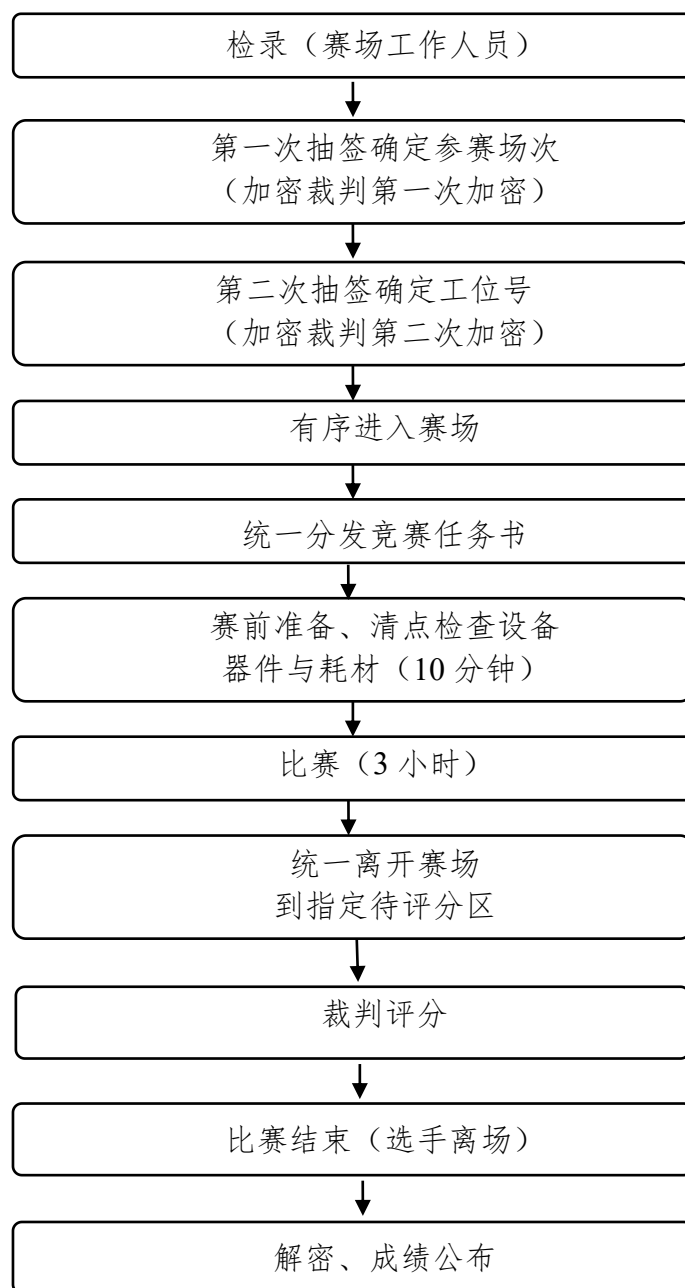 检录（赛场工作人员）
第一次抽签确定参赛场次
（加密裁判第一次加密）
第二次抽签确定工位号
（加密裁判第二次加密）
有序进入赛场
统一分发竞赛任务书
赛前准备、清点检查设备
器件与耗材（10 分钟）
比赛（3 小时）
统一离开赛场
到指定待评分区
裁判评分
比赛结束（选手离场）
解密、成绩公布